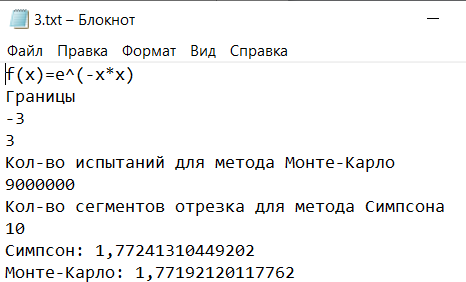 3.txt – Блокнот
Файл Правка Формат Вид Справка
f(x)=e^(-x*x)
Границы
-3
3
Кол-во испытаний для метода Монте-Карло
9000000
Кол-во сегментов отрезка для метода Симпсона
10
Симпсон: 1,77241310449202
Монте-Карло: 1,77192120117762